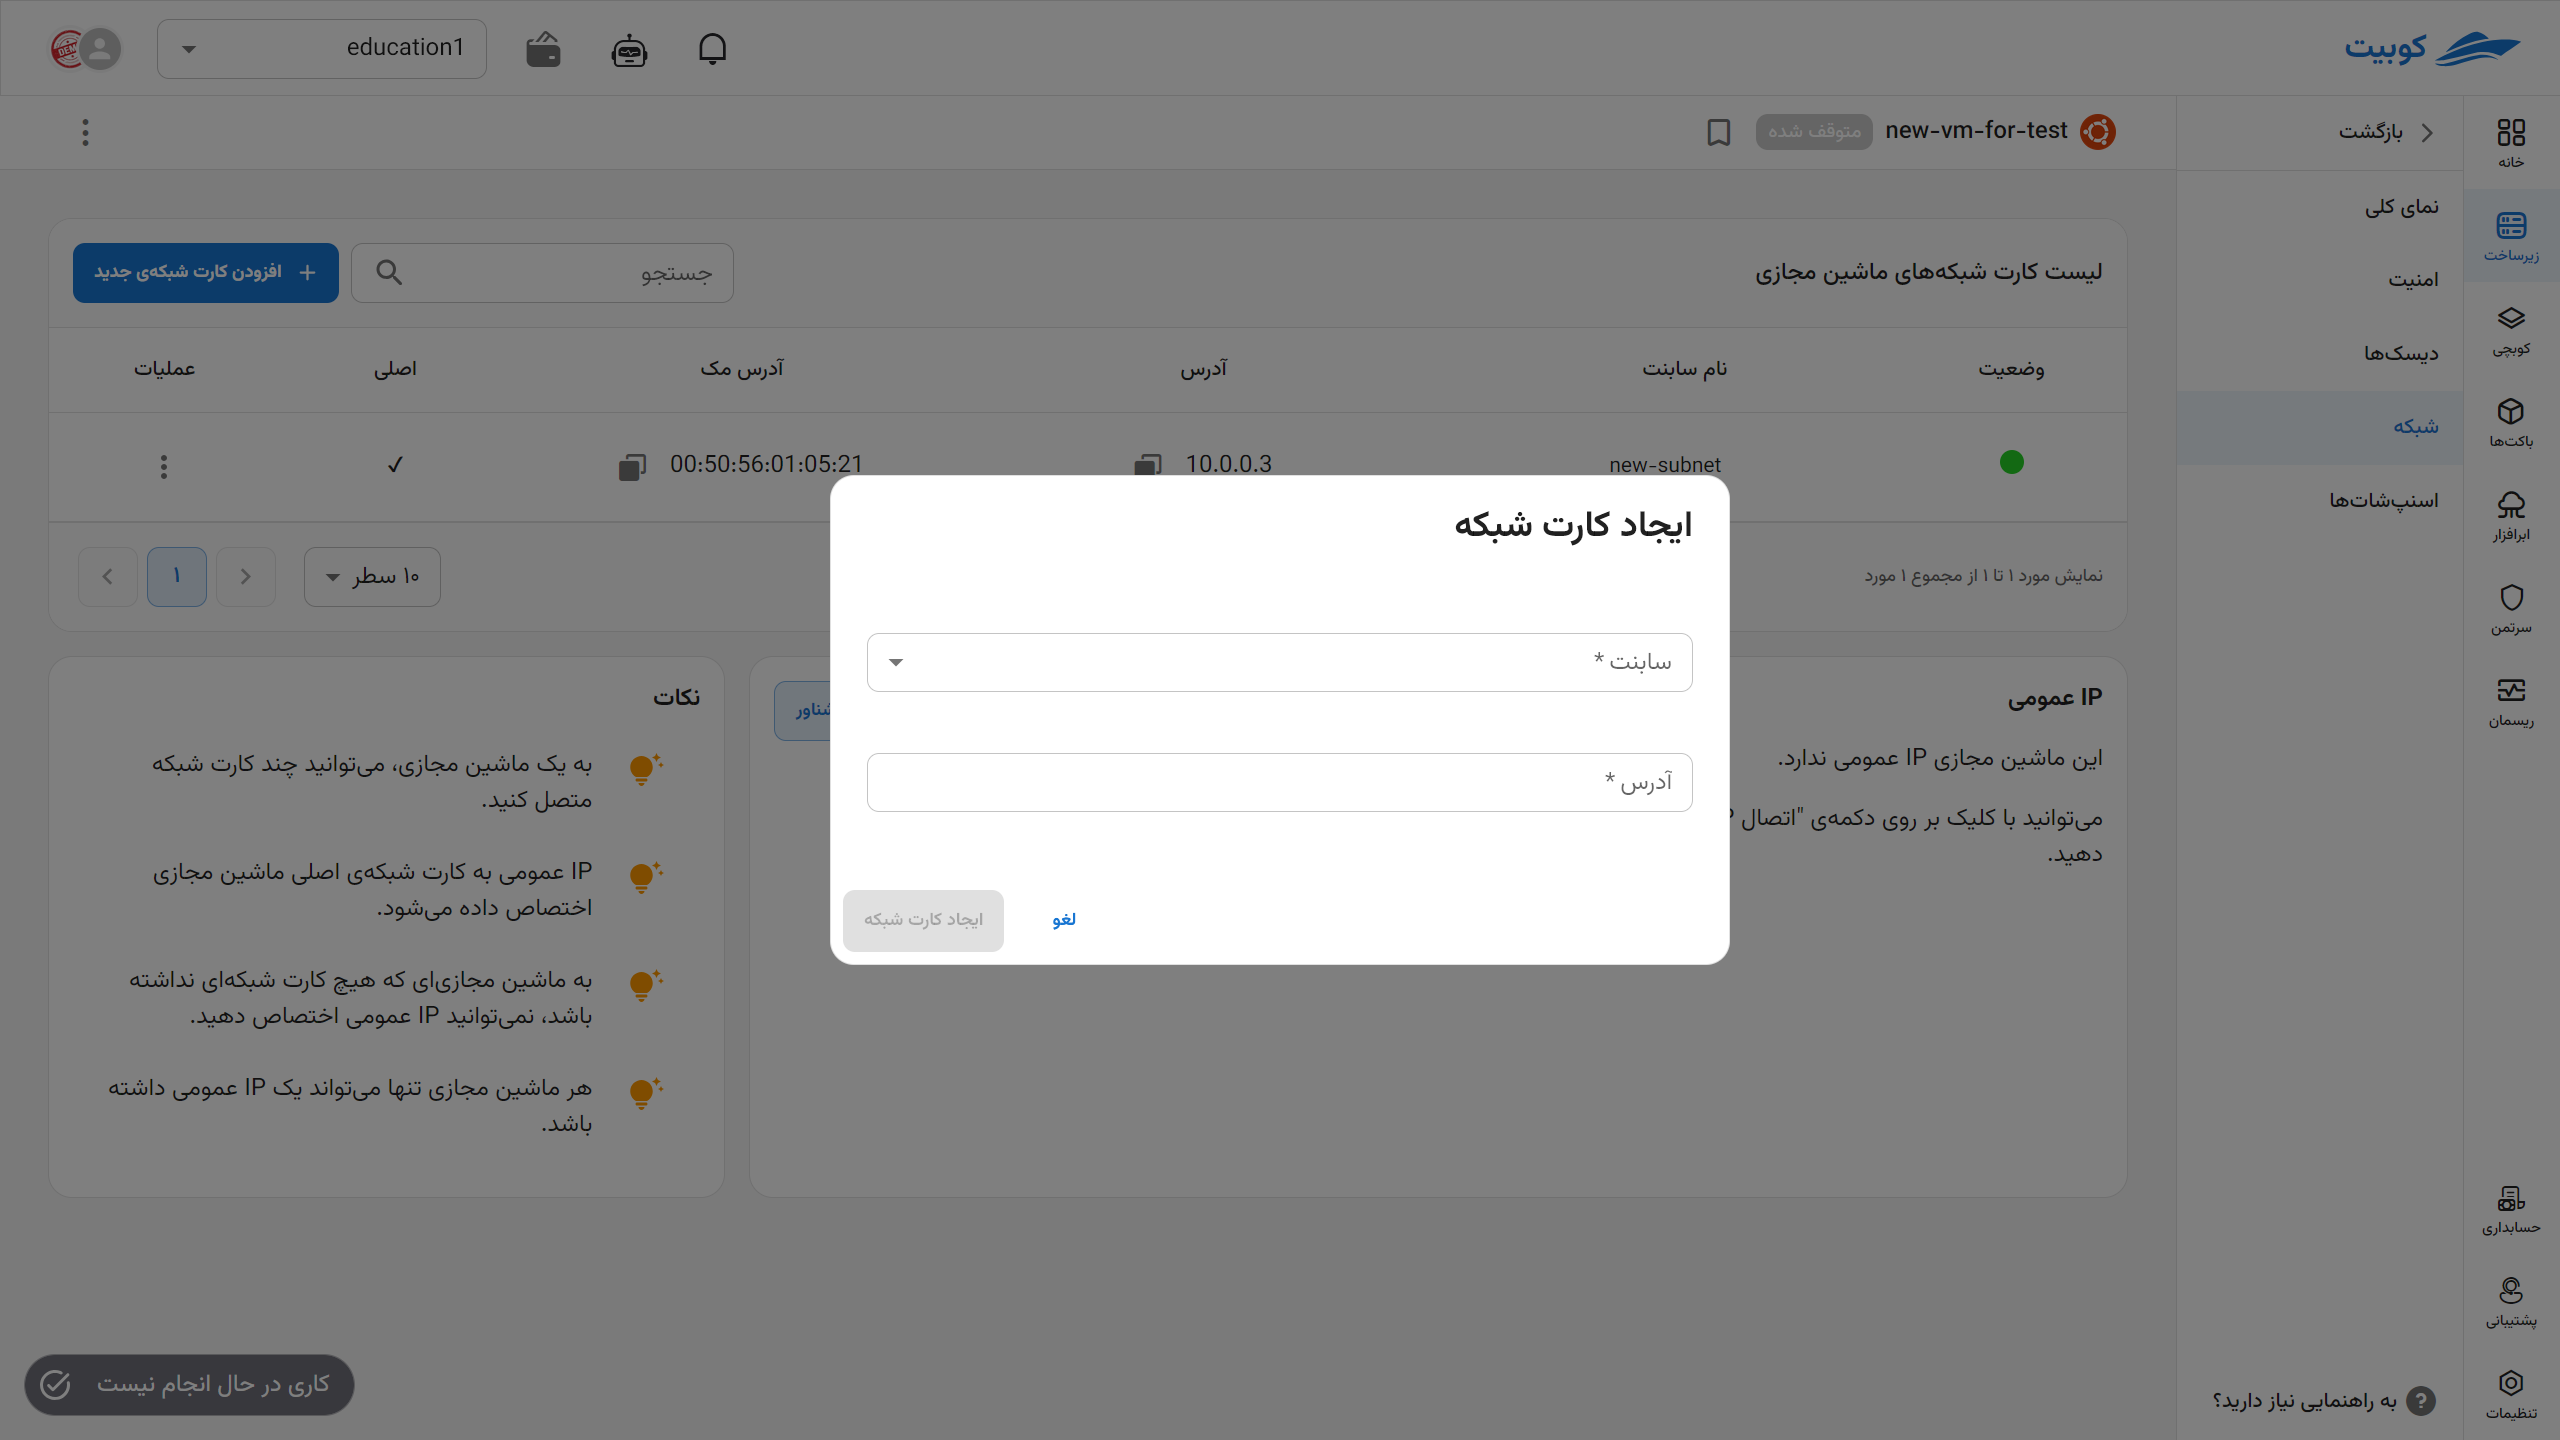 کوبیت
education1
خانه
زیرساخت
کوبچی
باکت‌ها
ابرافزار
سرتمن
ریسمان
حسابداری
پشتیبانی
تنظیمات
بازگشت
نمای کلی
امنیت
دیسک‌ها
شبکه
اسنپ‌شات‌ها
به راهنمایی نیاز دارید؟
new-vm-for-test
متوقف شده
لیست کارت شبکه‌های ماشین مجازی
جستجو
افزودن کارت شبکه‌ی جدید
وضعیت نام سابنت آدرس آدرس مک اصلی عملیات
new-subnet 10.0.0.3 00:50:56:01:05:21
نمایش مورد ۱ تا ۱ از مجموع ۱ مورد
۱۰ سطر
۱
ایجاد کارت شبکه
سابنت *
آدرس *
لغو
ایجاد کارت شبکه
IP عمومی
این ماشین مجازی IP عمومی ندارد.
می‌توانید با کلیک بر روی دکمه‌ی "اتصال
دهید.
شناور
نکات
به یک ماشین مجازی، می‌توانید چند کارت شبکه
متصل کنید.
IP عمومی به کارت شبکه‌ی اصلی ماشین مجازی
اختصاص داده می‌شود.
به ماشین مجازی‌ای که هیچ کارت شبکه‌ای نداشته
باشد، نمی‌توانید IP عمومی اختصاص دهید.
هر ماشین مجازی تنها می‌تواند یک IP عمومی داشته
باشد.
کاری در حال انجام نیست